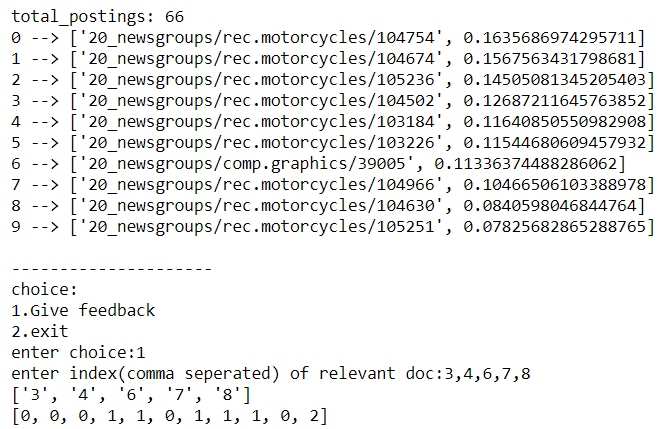 total_postings: 66
0 --> ['20_newsgroups/rec.motorcycles/104754', 0.1635686974295711]
1 --> ['20_newsgroups/rec.motorcycles/104674', 0.1567563431798681]
2 --> ['20_newsgroups/rec.motorcycles/105236', 0.14505081345205403]
3 --> ['20_newsgroups/rec.motorcycles/104502', 0.12687211645763852]
4 --> ['20_newsgroups/rec.motorcycles/103184', 0.11640850550982908]
5 --> ['20_newsgroups/rec.motorcycles/103226', 0.11544680609457932]
6 --> ['20_newsgroups/comp.graphics/39005', 0.11336374488286062]
7 --> ['20_newsgroups/rec.motorcycles/104966', 0.10466506103388978]
8 --> ['20_newsgroups/rec.motorcycles/104630', 0.0840598046844764]
9 --> ['20_newsgroups/rec.motorcycles/105251', 0.07825682865288765]
--------------------
choice:
1.Give feedback
2.exit
enter choice:1
enter index(comma seperated) of relevant doc:3,4,6,7,8
['3', '4', '6', '7', '8']
[0, 0, 0, 1, 1, 0, 1, 1, 1, 0, 2]